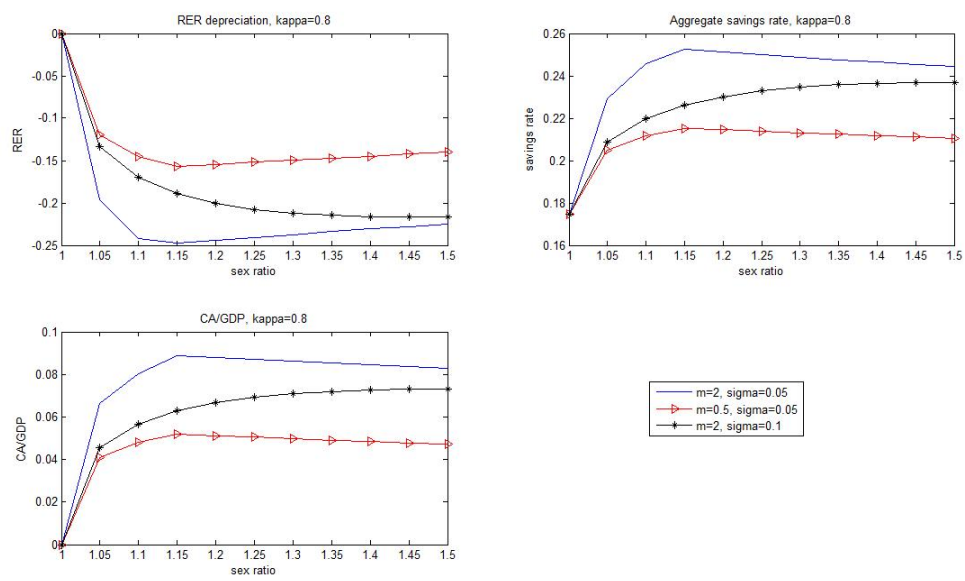 RER depreciation, kappa=0.8
RER
0
-0.05
-0.1
-0.15
-0.2
-0.25
1 1.05 1.1 1.15 1.2 1.25 1.3 1.35 1.4 1.45 1.5
sex ratio
Aggregate savings rate, kappa=0.8
savings rate
0.26
0.24
0.22
0.2
0.18
0.16
1 1.05 1.1 1.15 1.2 1.25 1.3 1.35 1.4 1.45 1.5
sex ratio
CA/GDP, kappa=0.8
CA/GDP
0.1
0.08
0.06
0.04
0.02
0
1 1.05 1.1 1.15 1.2 1.25 1.3 1.35 1.4 1.45 1.5
sex ratio
m=2, sigma=0.05
m=0.5, sigma=0.05
m=2, sigma=0.1